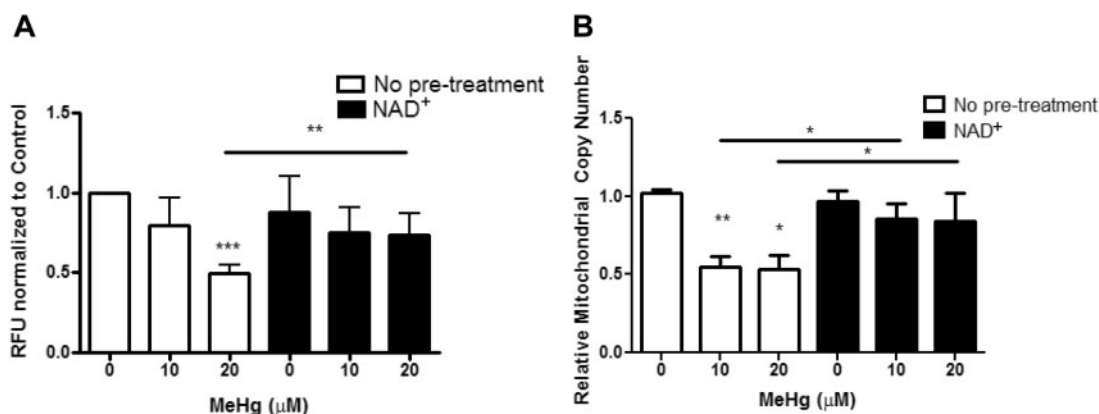 A
No pre-treatment
NAD⁺
RFU normalized to Control
1.5
1.0
0.5
0.0
**
***
0 10 20 0 10 20
MeHg (μM)
B
No pre-treatment
NAD⁺
Relative Mitochondrial Copy Number
1.5
1.0
0.5
0.0
*
*
**
*
0 10 20 0 10 20
MeHg (μM)